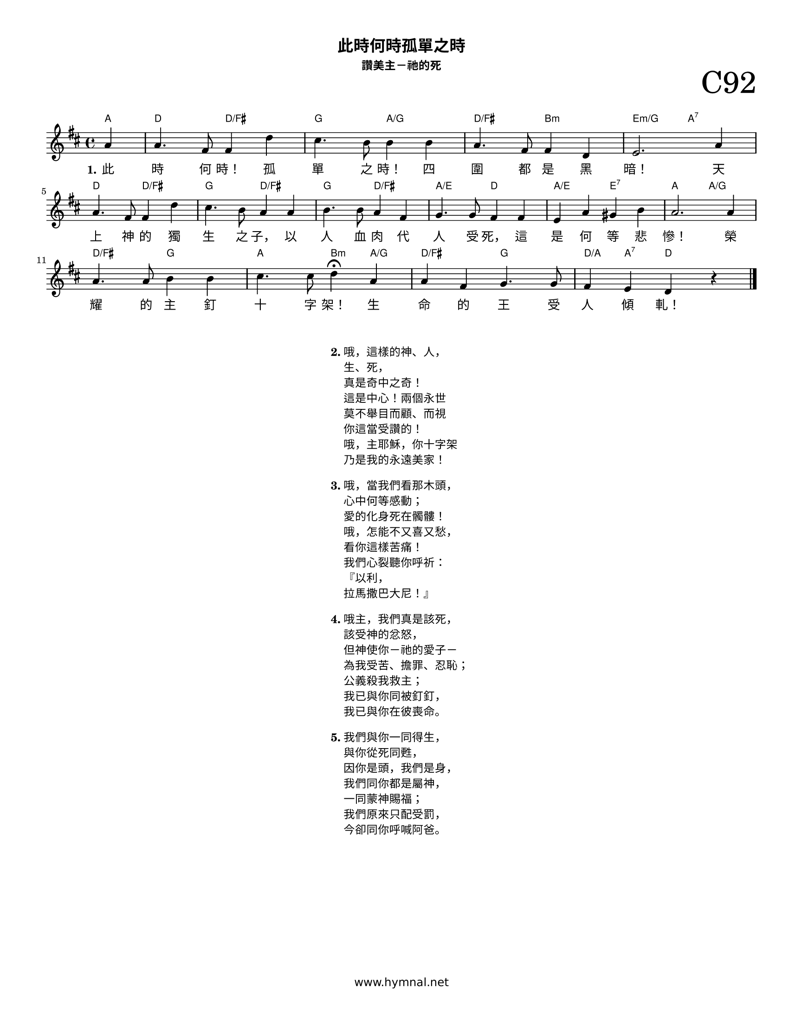 此時何時孤單之時
讚美主－祂的死
C92
A D D/F♯ G A/G D/F♯ Bm Em/G A7
1. 此 時 何 時！ 孤 單 之 時！ 四 圍 都 是 黑 暗！ 天
5 D D/F♯ G D/F♯ A G D/F♯ A/E D A/E E7 A A/G
上 神 的 獨 生 之 子， 以 人 血 肉 代 人 受 死， 這 是 何 等 悲 慘！ 榮
11 D/F♯ G A Bm A/G D/F♯ G D/A A7 D
耀 的 主 釘 十 字 架！ 生 命 的 王 受 人 傾 軋！
2. 哦，這樣的神、人，
生、死，
真是奇中之奇！
這是中心！兩個永世
莫不舉目而顧、而視
你這當受讚的！
哦，主耶穌，你十字架
乃是我的永遠美家！
3. 哦，當我們看那木頭，
心中何等感動；
愛的化身死在髑髏！
哦，怎能不又喜又愁，
看你這樣苦痛！
我們心裂聽你呼祈：
『以利，
拉馬撒巴大尼！』
4. 哦主，我們真是該死，
該受神的忿怒，
但神使你－祂的愛子－
為我受苦、擔罪、忍恥；
公義殺我救主；
我已與你同被釘釘，
我已與你在彼喪命。
5. 我們與你一同得生，
與你從死同甦，
因你是頭，我們是身，
我們同你都是屬神，
一同蒙神賜福；
我們原來只配受罰，
今卻同你呼喊阿爸。
www.hymnal.net